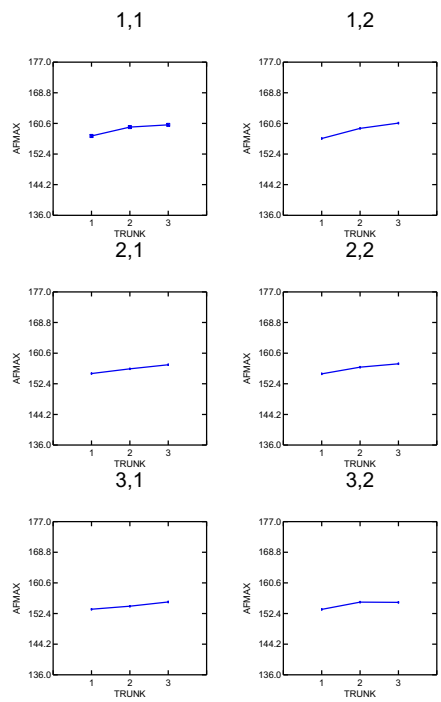 1,1
1,2
177.0
168.8
160.6
152.4
144.2
136.0
AFMAX
1 2 3
TRUNK
177.0
168.8
160.6
152.4
144.2
136.0
AFMAX
1 2 3
TRUNK
2,1
2,2
177.0
168.8
160.6
152.4
144.2
136.0
AFMAX
1 2 3
TRUNK
177.0
168.8
160.6
152.4
144.2
136.0
AFMAX
1 2 3
TRUNK
3,1
3,2
177.0
168.8
160.6
152.4
144.2
136.0
AFMAX
1 2 3
TRUNK
177.0
168.8
160.6
152.4
144.2
136.0
AFMAX
1 2 3
TRUNK